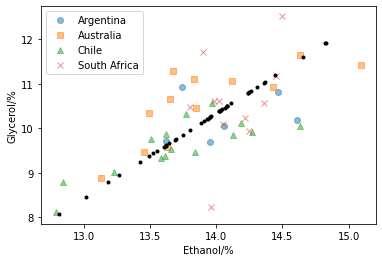 Argentina
Australia
Chile
South Africa
Glycerol/%
12
11
10
9
8
13.0 13.5 14.0 14.5 15.0
Ethanol/%